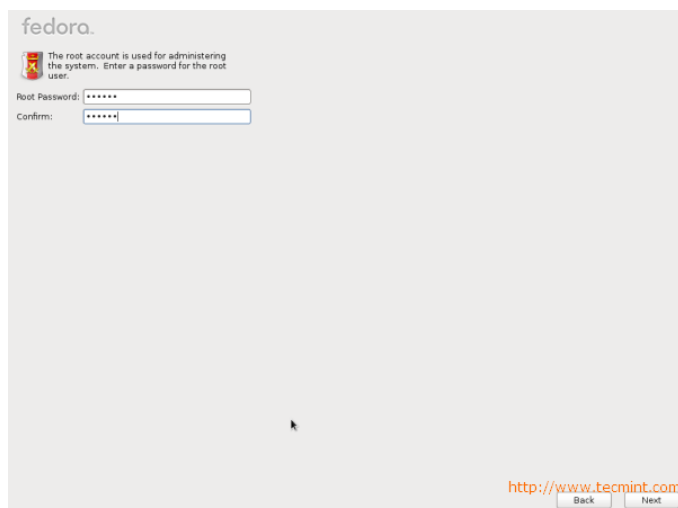 fedora.
The root account is used for administering
the system. Enter a password for the root
user.
Root Password: ••••••
Confirm: ••••••
http://www.tecmint.com
Back Next